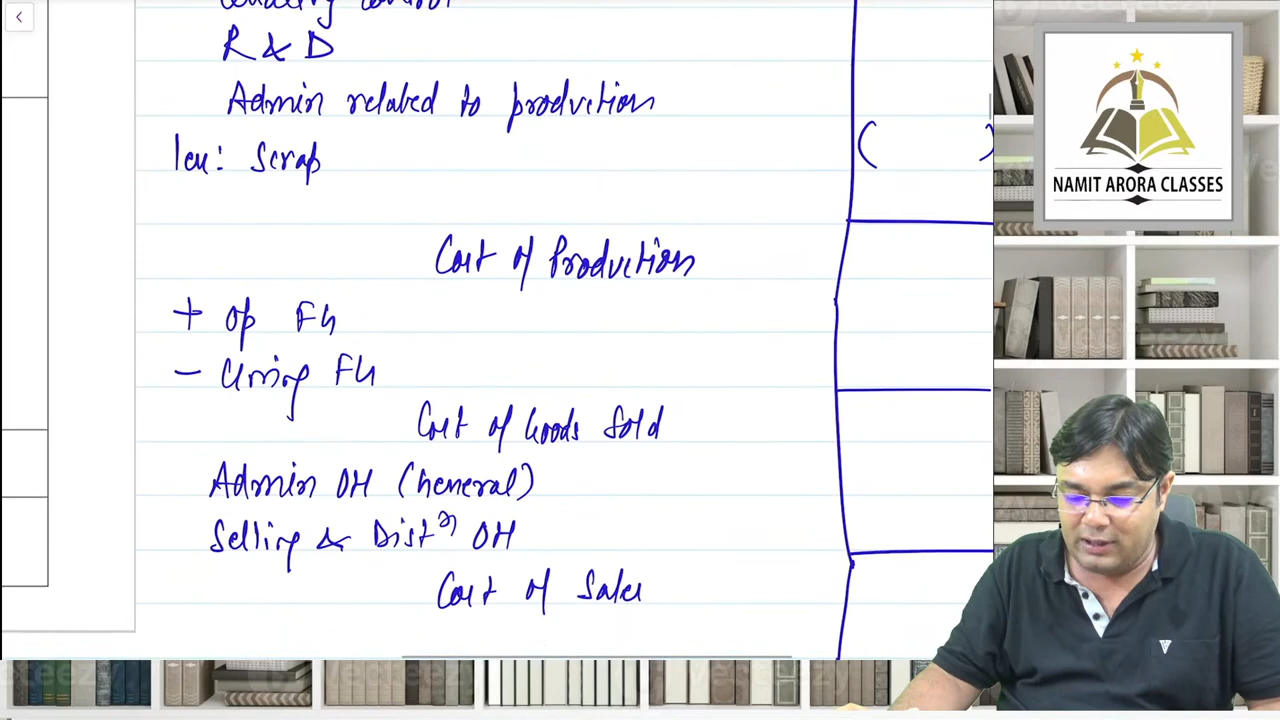 R & D
Admin related to production
less: Scrap
( )
Cost of Production
+ Op FG
- Closing FG
Cost of Goods Sold
Admin OH (General)
Selling & Distn OH
Cost of Sales
NAMIT ARORA CLASSES